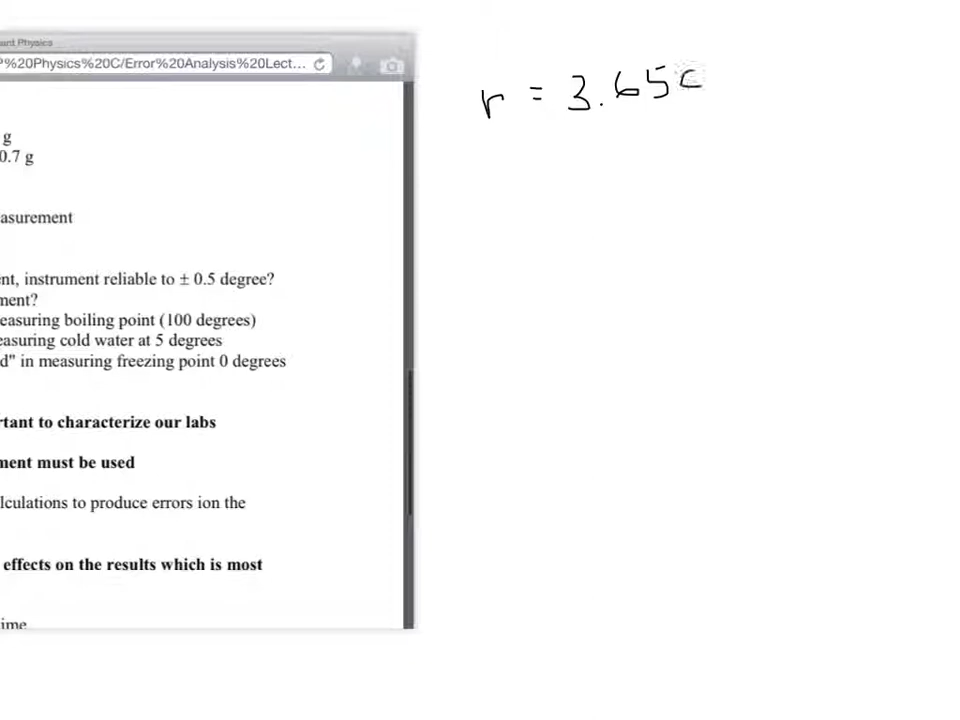 ant Physics
P%20Physics%20C/Error%20Analysis%20Lect...
r = 3.65c
g
0.7 g
asurement
nt, instrument reliable to ± 0.5 degree?
ment?
easuring boiling point (100 degrees)
easuring cold water at 5 degrees
d" in measuring freezing point 0 degrees
rtant to characterize our labs
ment must be used
lculations to produce errors ion the
effects on the results which is most
ime